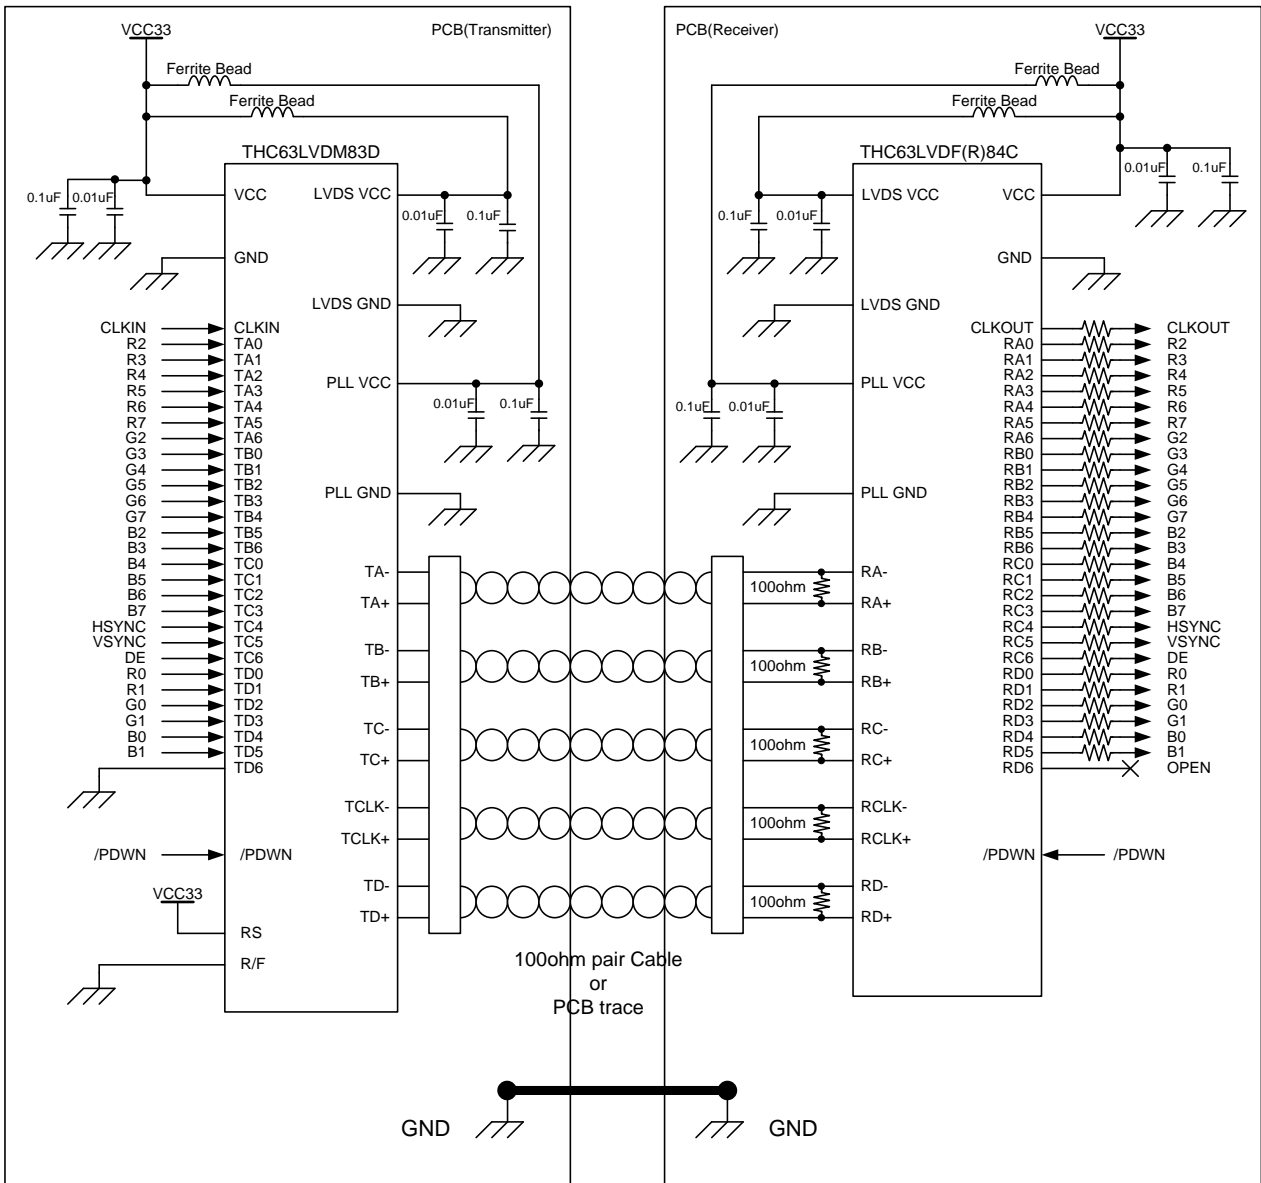 PCB(Transmitter)
VCC33
Ferrite Bead
Ferrite Bead
THC63LVDM83D
0.1uF
0.01uF
VCC
LVDS VCC
0.01uF
0.1uF
GND
LVDS GND
CLKIN CLKIN
R2 TA0
R3 TA1
R4 TA2
R5 TA3
R6 TA4
R7 TA5
G2 TA6
G3 TB0
G4 TB1
G5 TB2
G6 TB3
G7 TB4
B2 TB5
B3 TB6
B4 TC0
B5 TC1
B6 TC2
B7 TC3
HSYNC TC4
VSYNC TC5
DE TC6
R0 TD0
R1 TD1
G0 TD2
G1 TD3
B0 TD4
B1 TD5
TD6
/PDWN /PDWN
VCC33
RS
R/F
PLL VCC
0.01uF
0.1uF
PLL GND
TA-
TA+
TB-
TB+
TC-
TC+
TCLK-
TCLK+
TD-
TD+
100ohm pair Cable
or
PCB trace
PCB(Receiver)
VCC33
Ferrite Bead
Ferrite Bead
THC63LVDF(R)84C
0.01uF
0.1uF
LVDS VCC
VCC
0.1uF
0.01uF
GND
LVDS GND
PLL VCC
0.1uF
0.01uF
PLL GND
CLKOUT CLKOUT
RA0 R2
RA1 R3
RA2 R4
RA3 R5
RA4 R6
RA5 R7
RA6 G2
RB0 G3
RB1 G4
RB2 G5
RB3 G6
RB4 G7
RB5 B2
RB6 B3
RC0 B4
RC1 B5
RC2 B6
RC3 B7
RC4 HSYNC
RC5 VSYNC
RC6 DE
RD0 R0
RD1 R1
RD2 G0
RD3 G1
RD4 B0
RD5 B1
RD6 OPEN
100ohm
RA-
RA+
100ohm
RB-
RB+
100ohm
RC-
RC+
100ohm
RCLK-
RCLK+
100ohm
RD-
RD+
/PDWN /PDWN
GND
GND